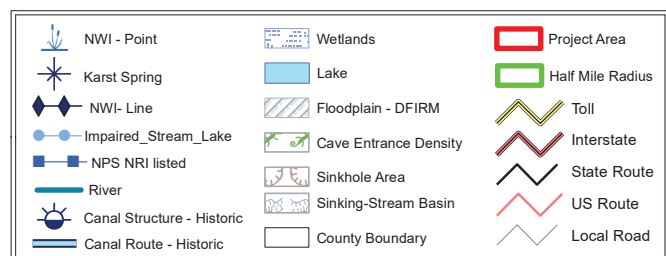 NWI - Point
Karst Spring
NWI- Line
Impaired_Stream_Lake
NPS NRI listed
River
Canal Structure - Historic
Canal Route - Historic
Wetlands
Lake
Floodplain - DFIRM
Cave Entrance Density
Sinkhole Area
Sinking-Stream Basin
County Boundary
Project Area
Half Mile Radius
Toll
Interstate
State Route
US Route
Local Road